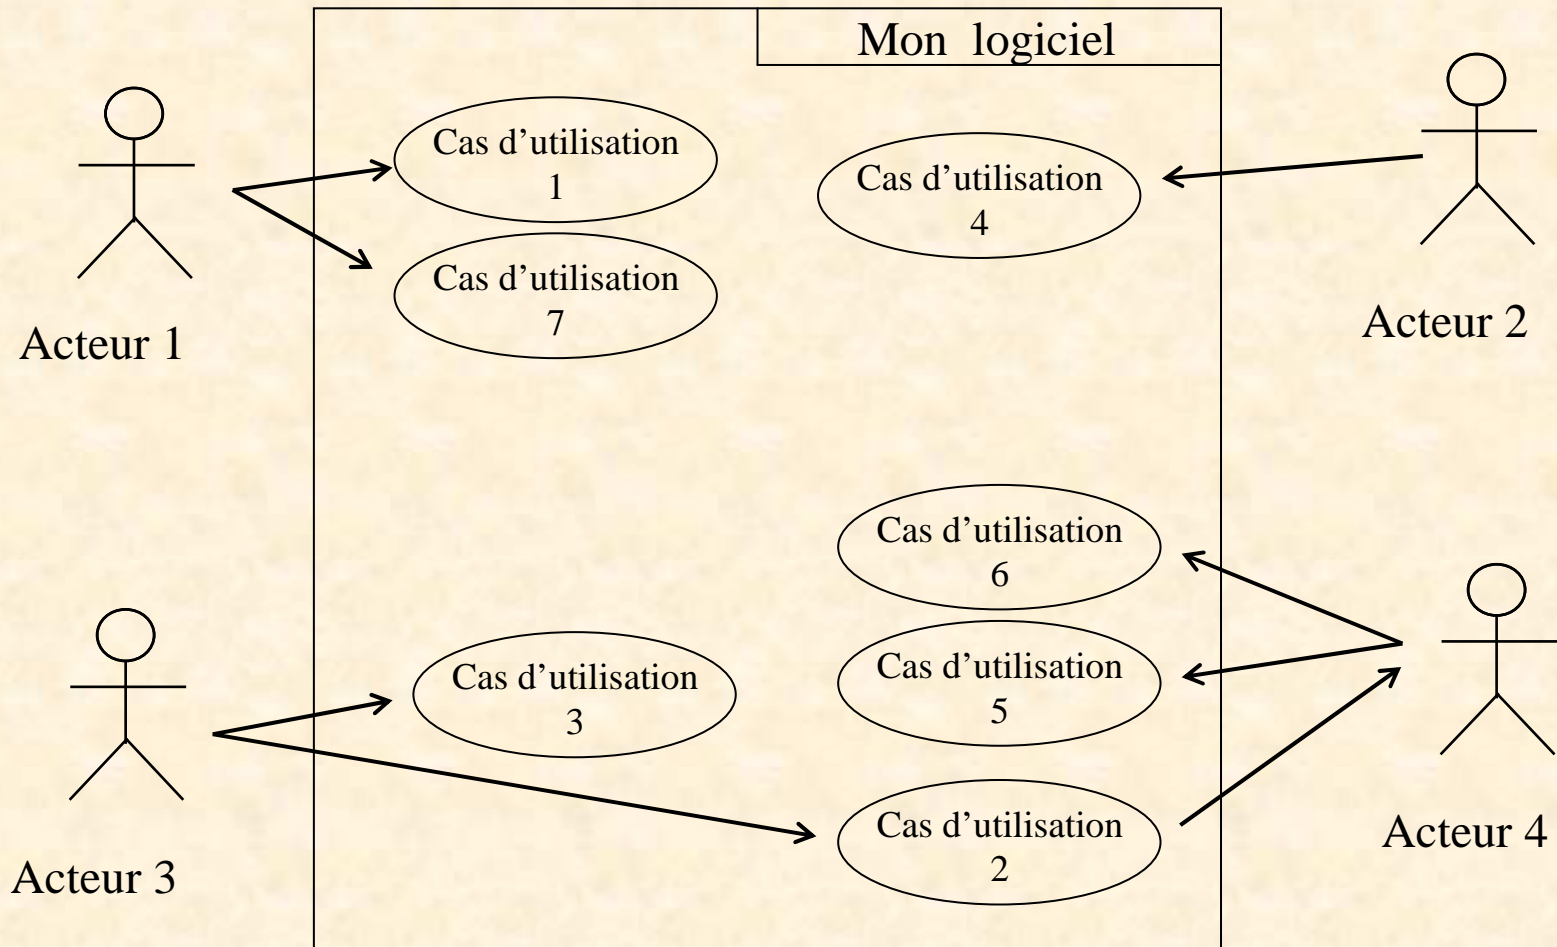 Mon logiciel
Cas d’utilisation
1
Cas d’utilisation
4
Cas d’utilisation
7
Acteur 1
Acteur 2
Cas d’utilisation
6
Cas d’utilisation
3
Cas d’utilisation
5
Cas d’utilisation
2
Acteur 3
Acteur 4